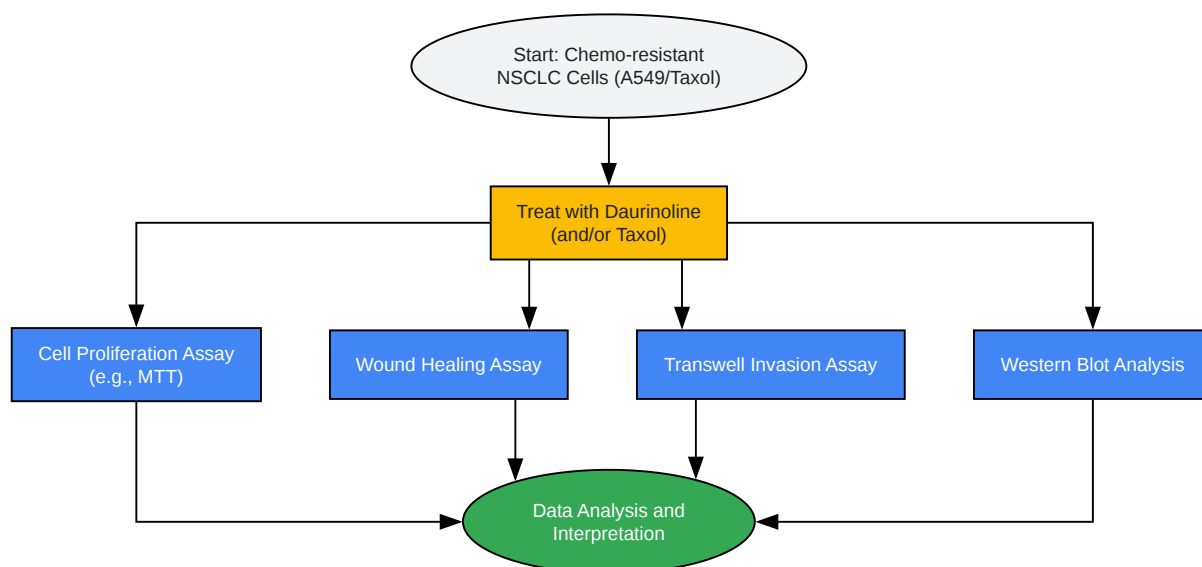 Start: Chemo-resistant
NSCLC Cells (A549/Taxol)
Treat with Daurinoline
(and/or Taxol)
Cell Proliferation Assay
(e.g., MTT)
Wound Healing Assay
Transwell Invasion Assay
Western Blot Analysis
Data Analysis and
Interpretation